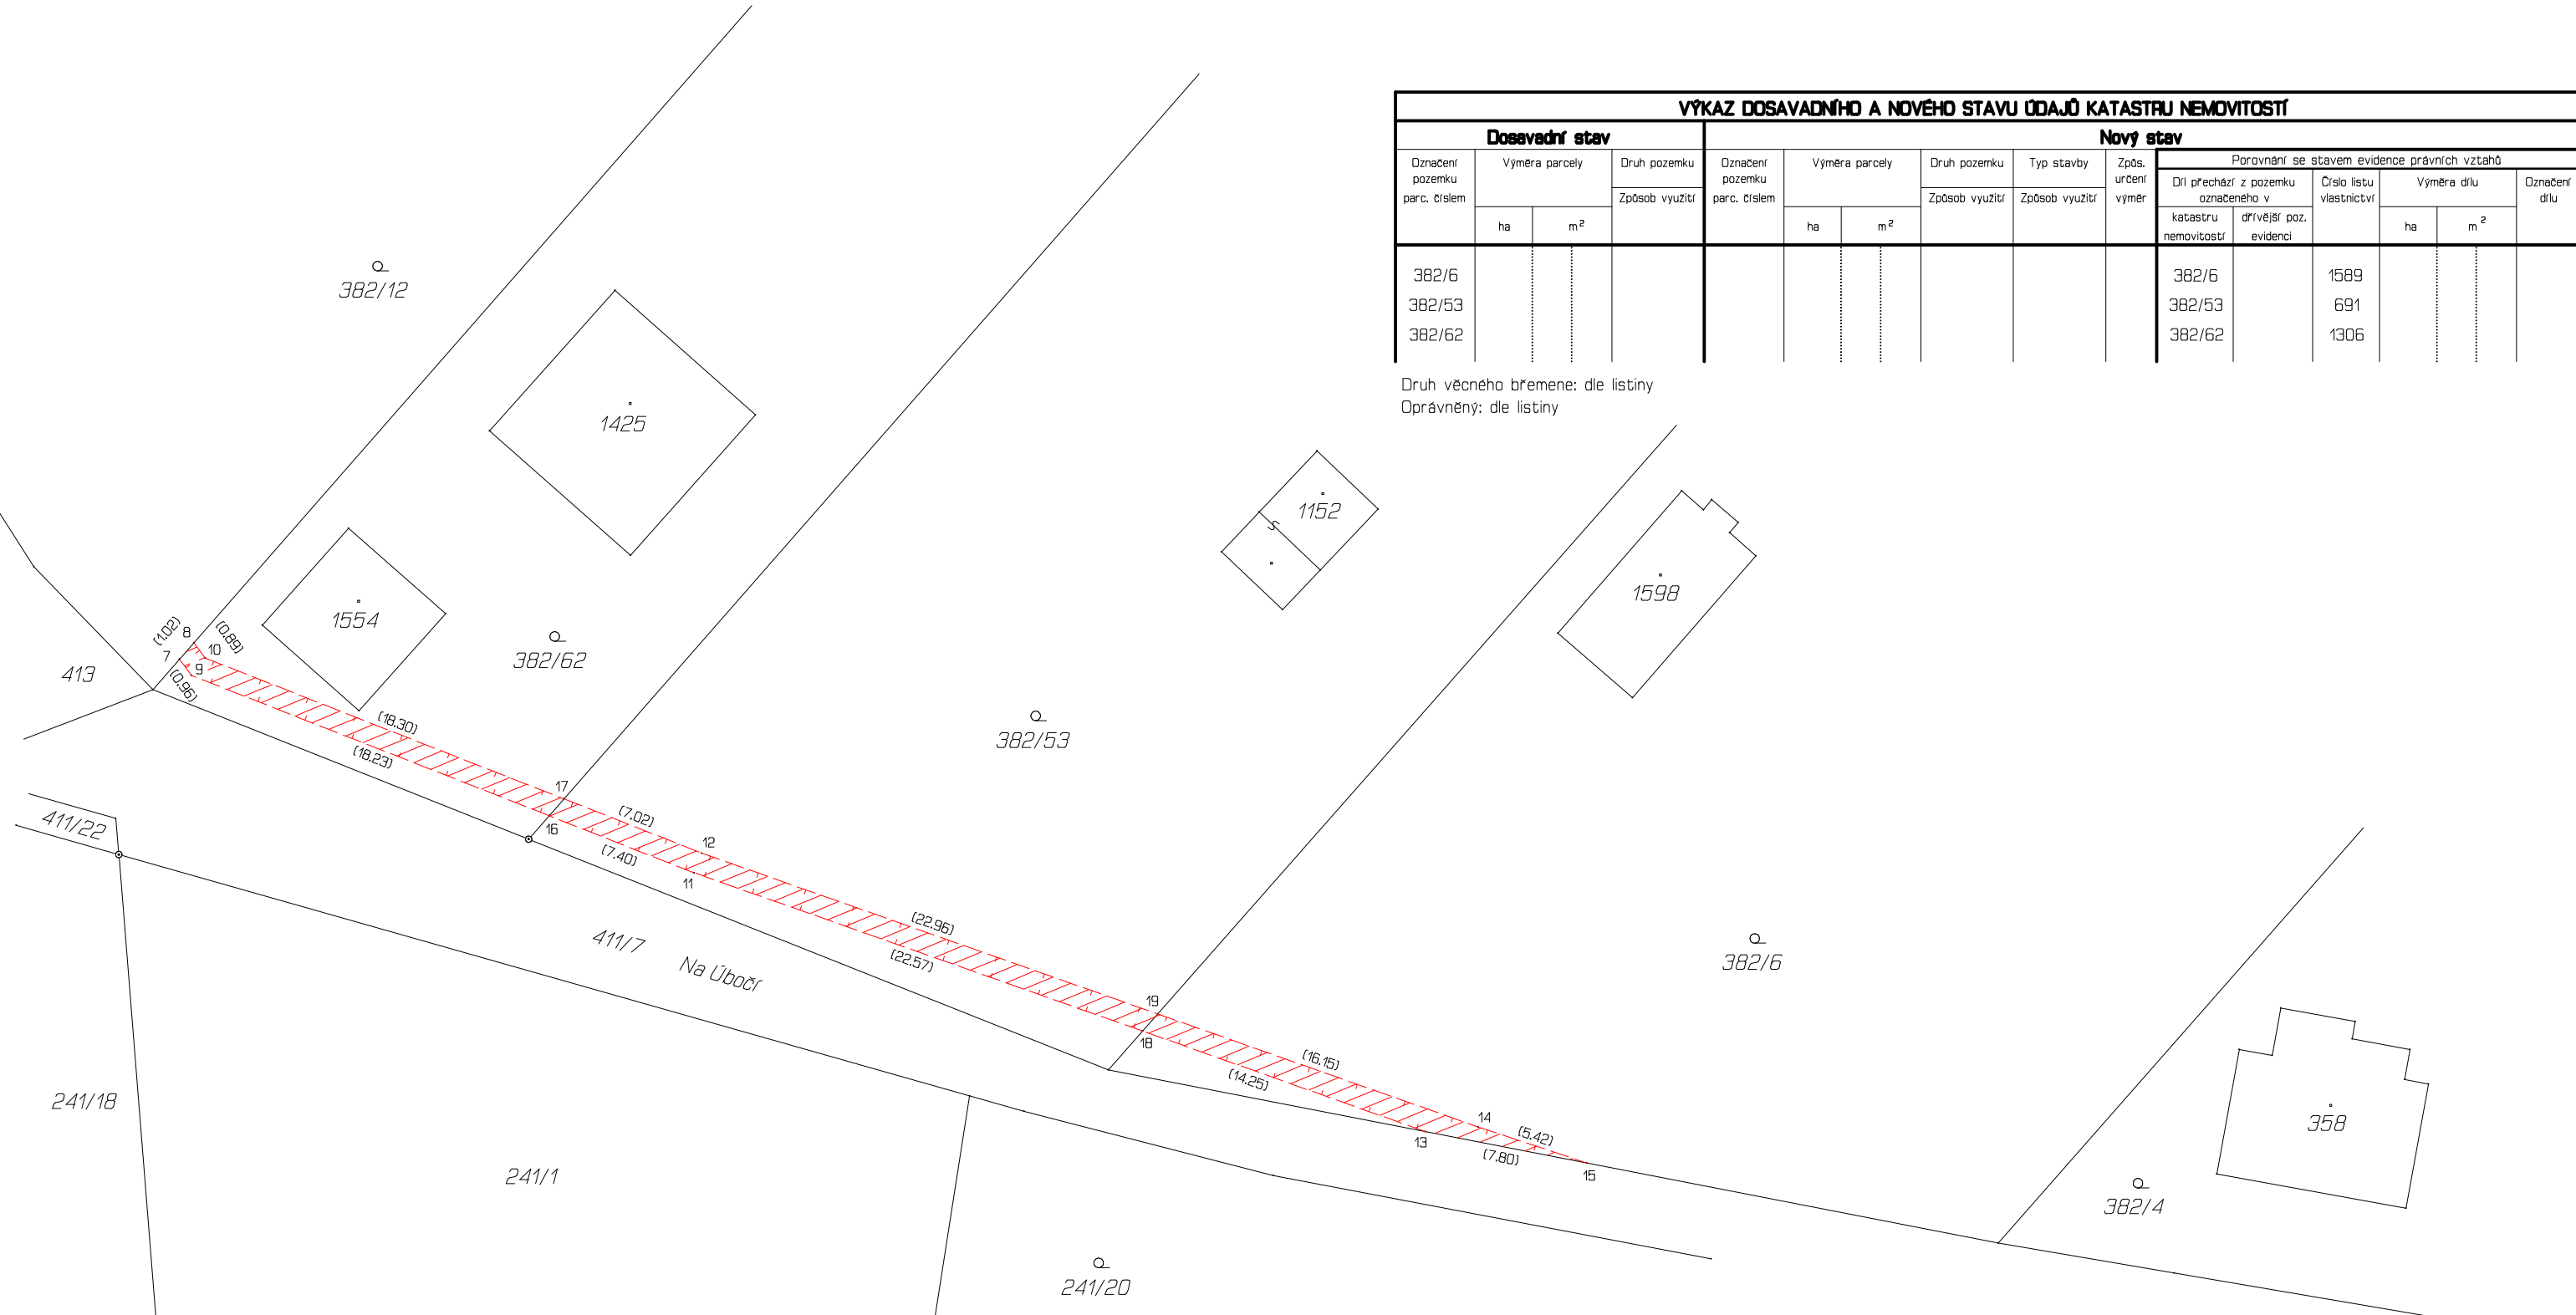 VÝKAZ DOSAVADNÍHO A NOVÉHO STAVU ÚDAJŮ KATASTRU NEMOVITOSTÍ
Dosavadní stav
Nový stav
Označení
pozemku
parc. číslem
Výměra parcely
ha
m²
Druh pozemku
Způsob využití
Označení
pozemku
parc. číslem
Výměra parcely
ha
m²
Druh pozemku
Způsob využití
Typ stavby
Způsob využití
Způs.
určení
výměr
Porovnání se stavem evidence právních vztahů
Díl přechází z pozemku
označeného v
katastru
nemovitostí
dřívější poz.
evidenci
Číslo listu
vlastnictví
Výměra dílu
ha
m²
Označení
dílu
382/6 382/6 1589
382/53 382/53 691
382/62 382/62 1306
Druh věcného břemene: dle listiny
Oprávněný: dle listiny
382/12
1425
1152
S
1598
1554
382/62
413
(1.02)
8
(0.89)
7
10
9
(0.96)
382/53
(18.30)
(18.23)
17
16
(7.02)
(7.40)
12
11
411/22
411/7
Na Úbočí
(22.96)
(22.57)
19
18
382/6
(16.15)
(14.25)
14
13
(5.42)
(7.80)
15
241/18
241/1
241/20
358
382/4